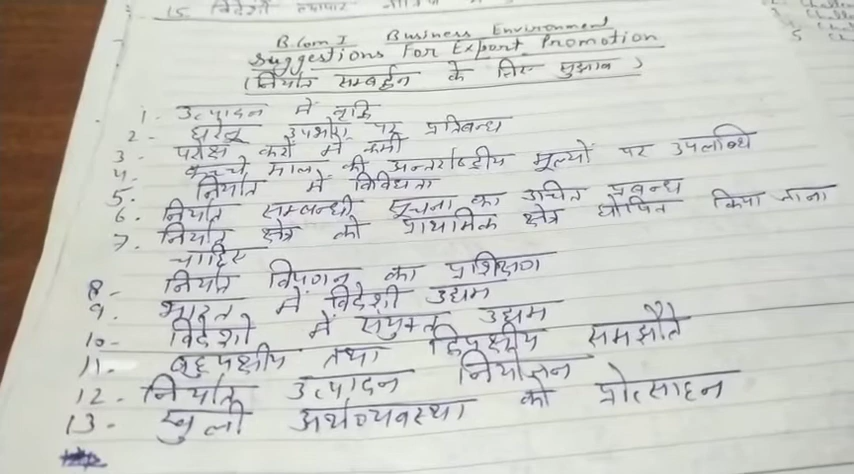 15. विदेशी व्यापार
B.Com I Business Environment
Suggestions For Export Promotion
(निर्यात सम्बर्द्धन के लिए सुझाव)
1- उत्पादन में वृद्धि
2- घरेलू उपभोग पर प्रतिबन्ध
3- परोक्ष करों में कमी
4- कच्चे माल की अन्तर्राष्ट्रीय मूल्यों पर उपलब्धि
5. निर्यात में विविधता
6. निर्यात सम्बन्धी सूचना का उचित प्रबन्ध
7. निर्यात क्षेत्र को प्राथमिक क्षेत्र घोषित किया जाना
चाहिए
8- निर्यात विपणन का प्रशिक्षण
9. भारत में विदेशी उद्यम
10- विदेशों में संयुक्त उद्यम
11. बहुपक्षीय तथा द्विपक्षीय समझौते
12. निर्यात उत्पादन नियोजन
13. खुली अर्थव्यवस्था को प्रोत्साहन